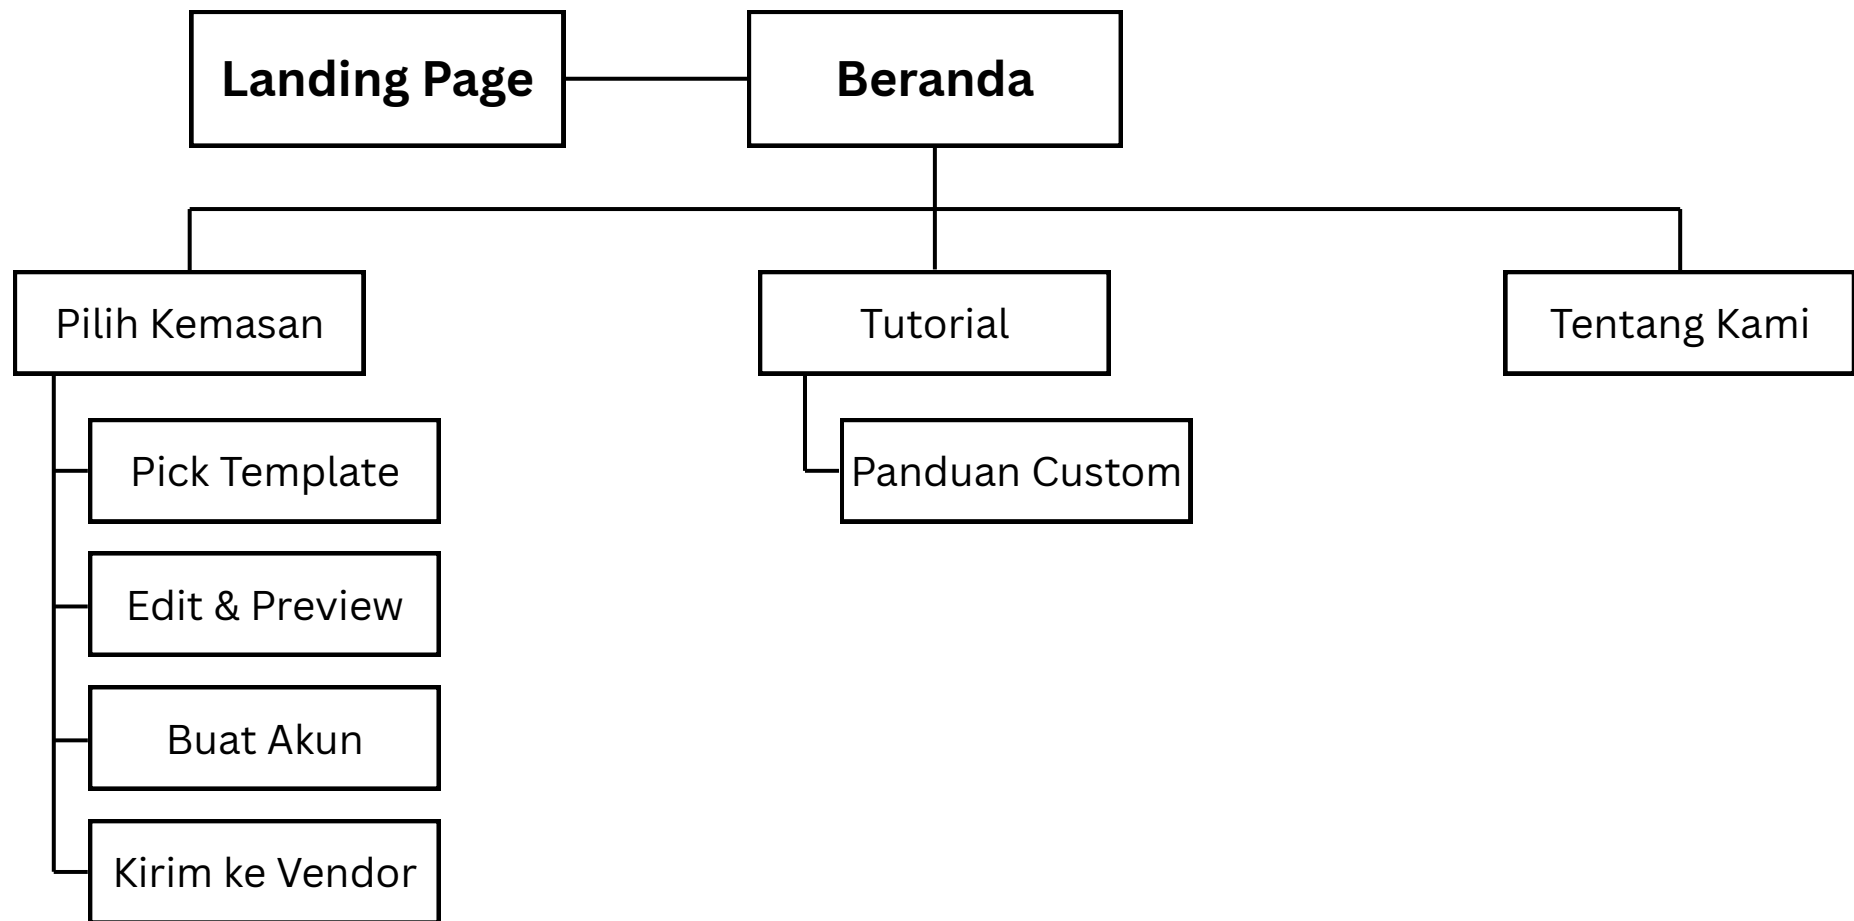 Landing Page
Beranda
Pilih Kemasan
Tutorial
Tentang Kami
Pick Template
Panduan Custom
Edit & Preview
Buat Akun
Kirim ke Vendor